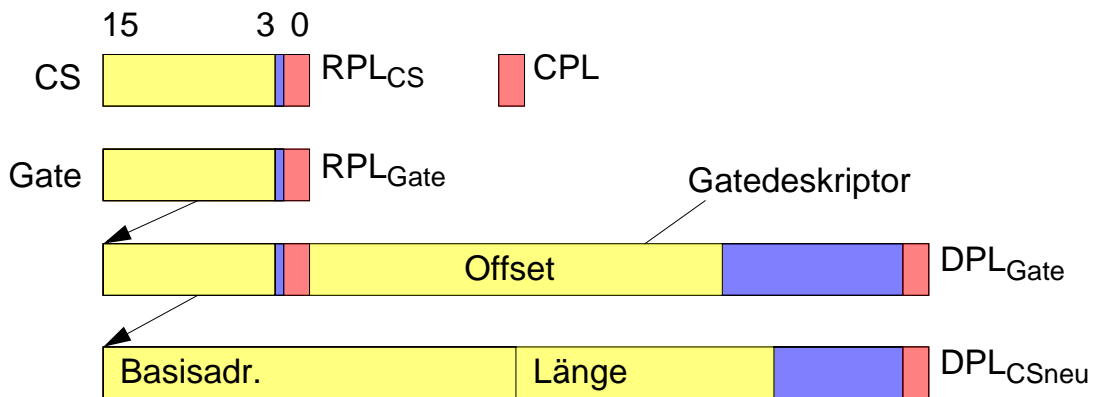 15 3 0
CS RPLCS CPL
Gate RPLGate
Gatedeskriptor
Offset DPLGate
Basisadr. Länge DPLCSneu